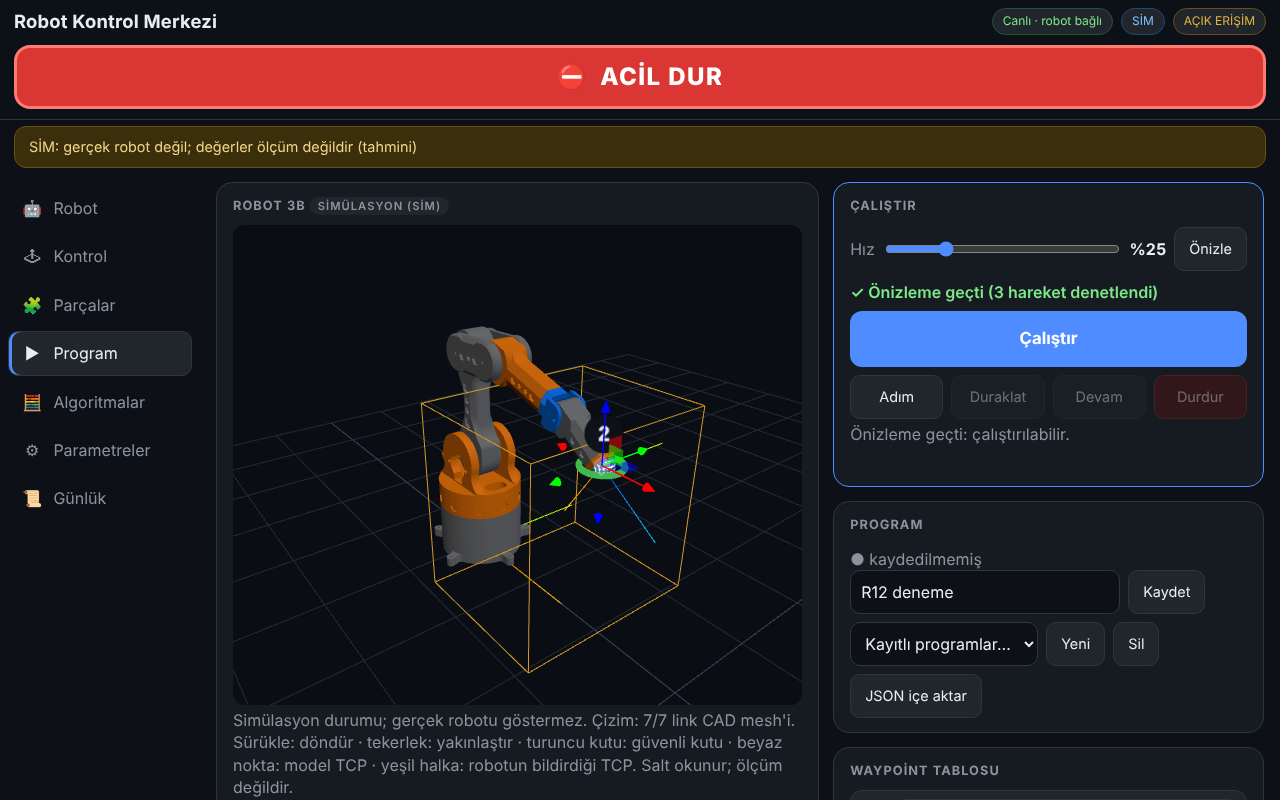 Robot Kontrol Merkezi
Canlı · robot bağlı
SİM
AÇIK ERİŞİM
ACİL DUR
SİM: gerçek robot değil; değerler ölçüm değildir (tahmini)
Robot
Kontrol
Parçalar
Program
Algoritmalar
Parametreler
Günlük
ROBOT 3B
SİMÜLASYON (SİM)
2
Simülasyon durumu; gerçek robotu göstermez. Çizim: 7/7 link CAD mesh'i.
Sürükle: döndür · tekerlek: yakınlaştır · turuncu kutu: güvenli kutu · beyaz
nokta: model TCP · yeşil halka: robotun bildirdiği TCP. Salt okunur; ölçüm
değildir.
ÇALIŞTIR
Hız
%25
Önizle
✓ Önizleme geçti (3 hareket denetlendi)
Çalıştır
Adım
Duraklat
Devam
Durdur
Önizleme geçti: çalıştırılabilir.
PROGRAM
● kaydedilmemiş
R12 deneme
Kaydet
Kayıtlı programlar...
Yeni
Sil
JSON içe aktar
WAYPOİNT TABLOSU